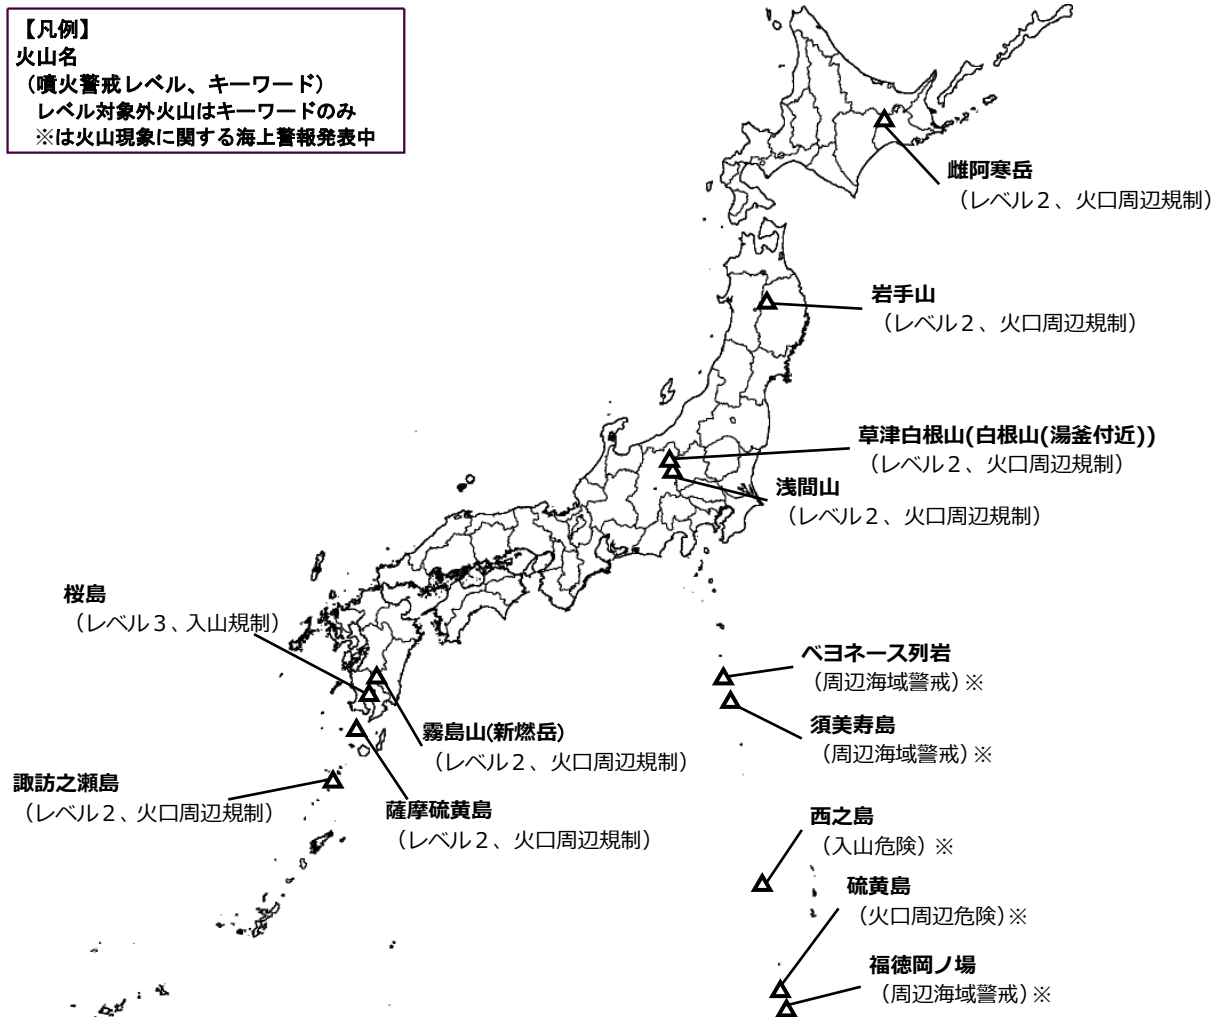 【凡例】
火山名
（噴火警戒レベル、キーワード）
レベル対象外火山はキーワードのみ
※は火山現象に関する海上警報発表中
雌阿寒岳
（レベル２、火口周辺規制）
岩手山
（レベル２、火口周辺規制）
草津白根山(白根山(湯釜付近))
（レベル２、火口周辺規制）
浅間山
（レベル２、火口周辺規制）
桜島
（レベル３、入山規制）
ベヨネース列岩
（周辺海域警戒）※
須美寿島
（周辺海域警戒）※
霧島山(新燃岳)
（レベル２、火口周辺規制）
諏訪之瀬島
（レベル２、火口周辺規制）
薩摩硫黄島
（レベル２、火口周辺規制）
西之島
（入山危険）※
硫黄島
（火口周辺危険）※
福徳岡ノ場
（周辺海域警戒）※